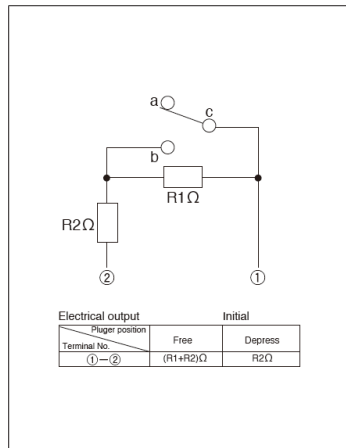 a
c
b
R1Ω
R2Ω
② ①
Electrical output Initial
Pluger position
Terminal No.
Free Depress
①—② (R1+R2)Ω R2Ω